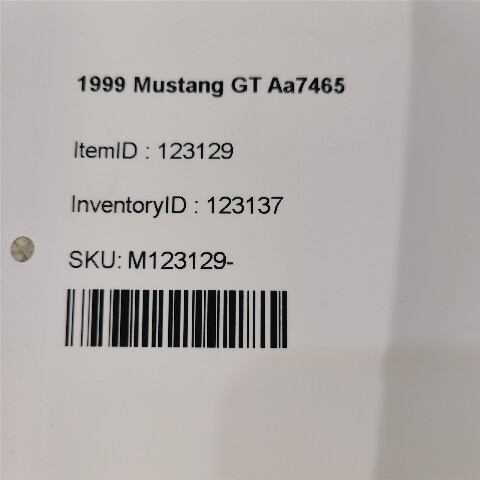 1999 Mustang GT Aa7465
ItemID : 123129
InventoryID : 123137
SKU: M123129-